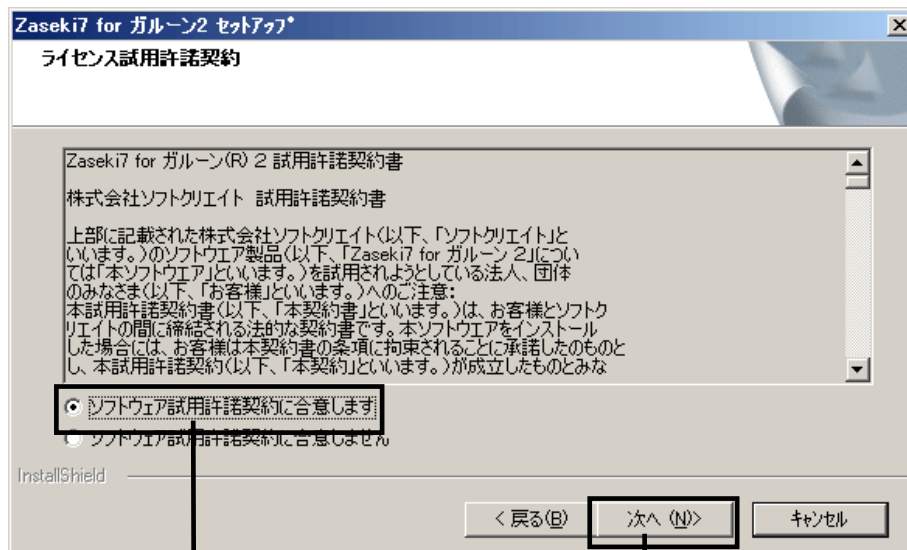 Zaseki7 for ガルーン2 セットアップ
ライセンス試用許諾契約
Zaseki7 for ガルーン(R) 2 試用許諾契約書
株式会社ソフトクリエイト 試用許諾契約書
上部に記載された株式会社ソフトクリエイト(以下、「ソフトクリエイト」と
いいます。)のソフトウエア製品(以下、「Zaseki7 for ガルーン 2」につい
ては「本ソフトウエア」といいます。)を試用されようとしている法人、団体
のみなさま(以下、「お客様」といいます。)へのご注意:
本試用許諾契約書(以下、「本契約書」といいます。)は、お客様とソフトク
リエイトの間に締結される法的な契約書です。本ソフトウエアをインストール
した場合には、お客様は本契約書の条項に拘束されることに承諾したのものと
し、本試用許諾契約(以下、「本契約」といいます。)が成立したものとみな
ソフトウェア試用許諾契約に合意します
ソフトウェア試用許諾契約に合意しません
InstallShield
< 戻る(B)
次へ (N)>
キャンセル